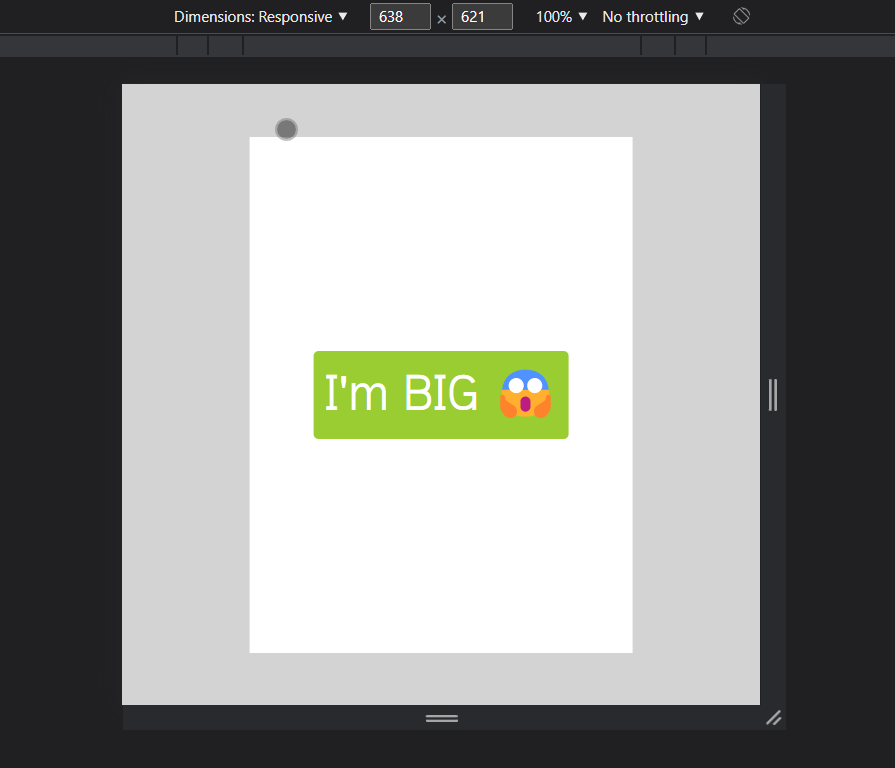 Dimensions: Responsive ▼ 638 × 621 100% ▼ No throttling ▼
I'm BIG 😱